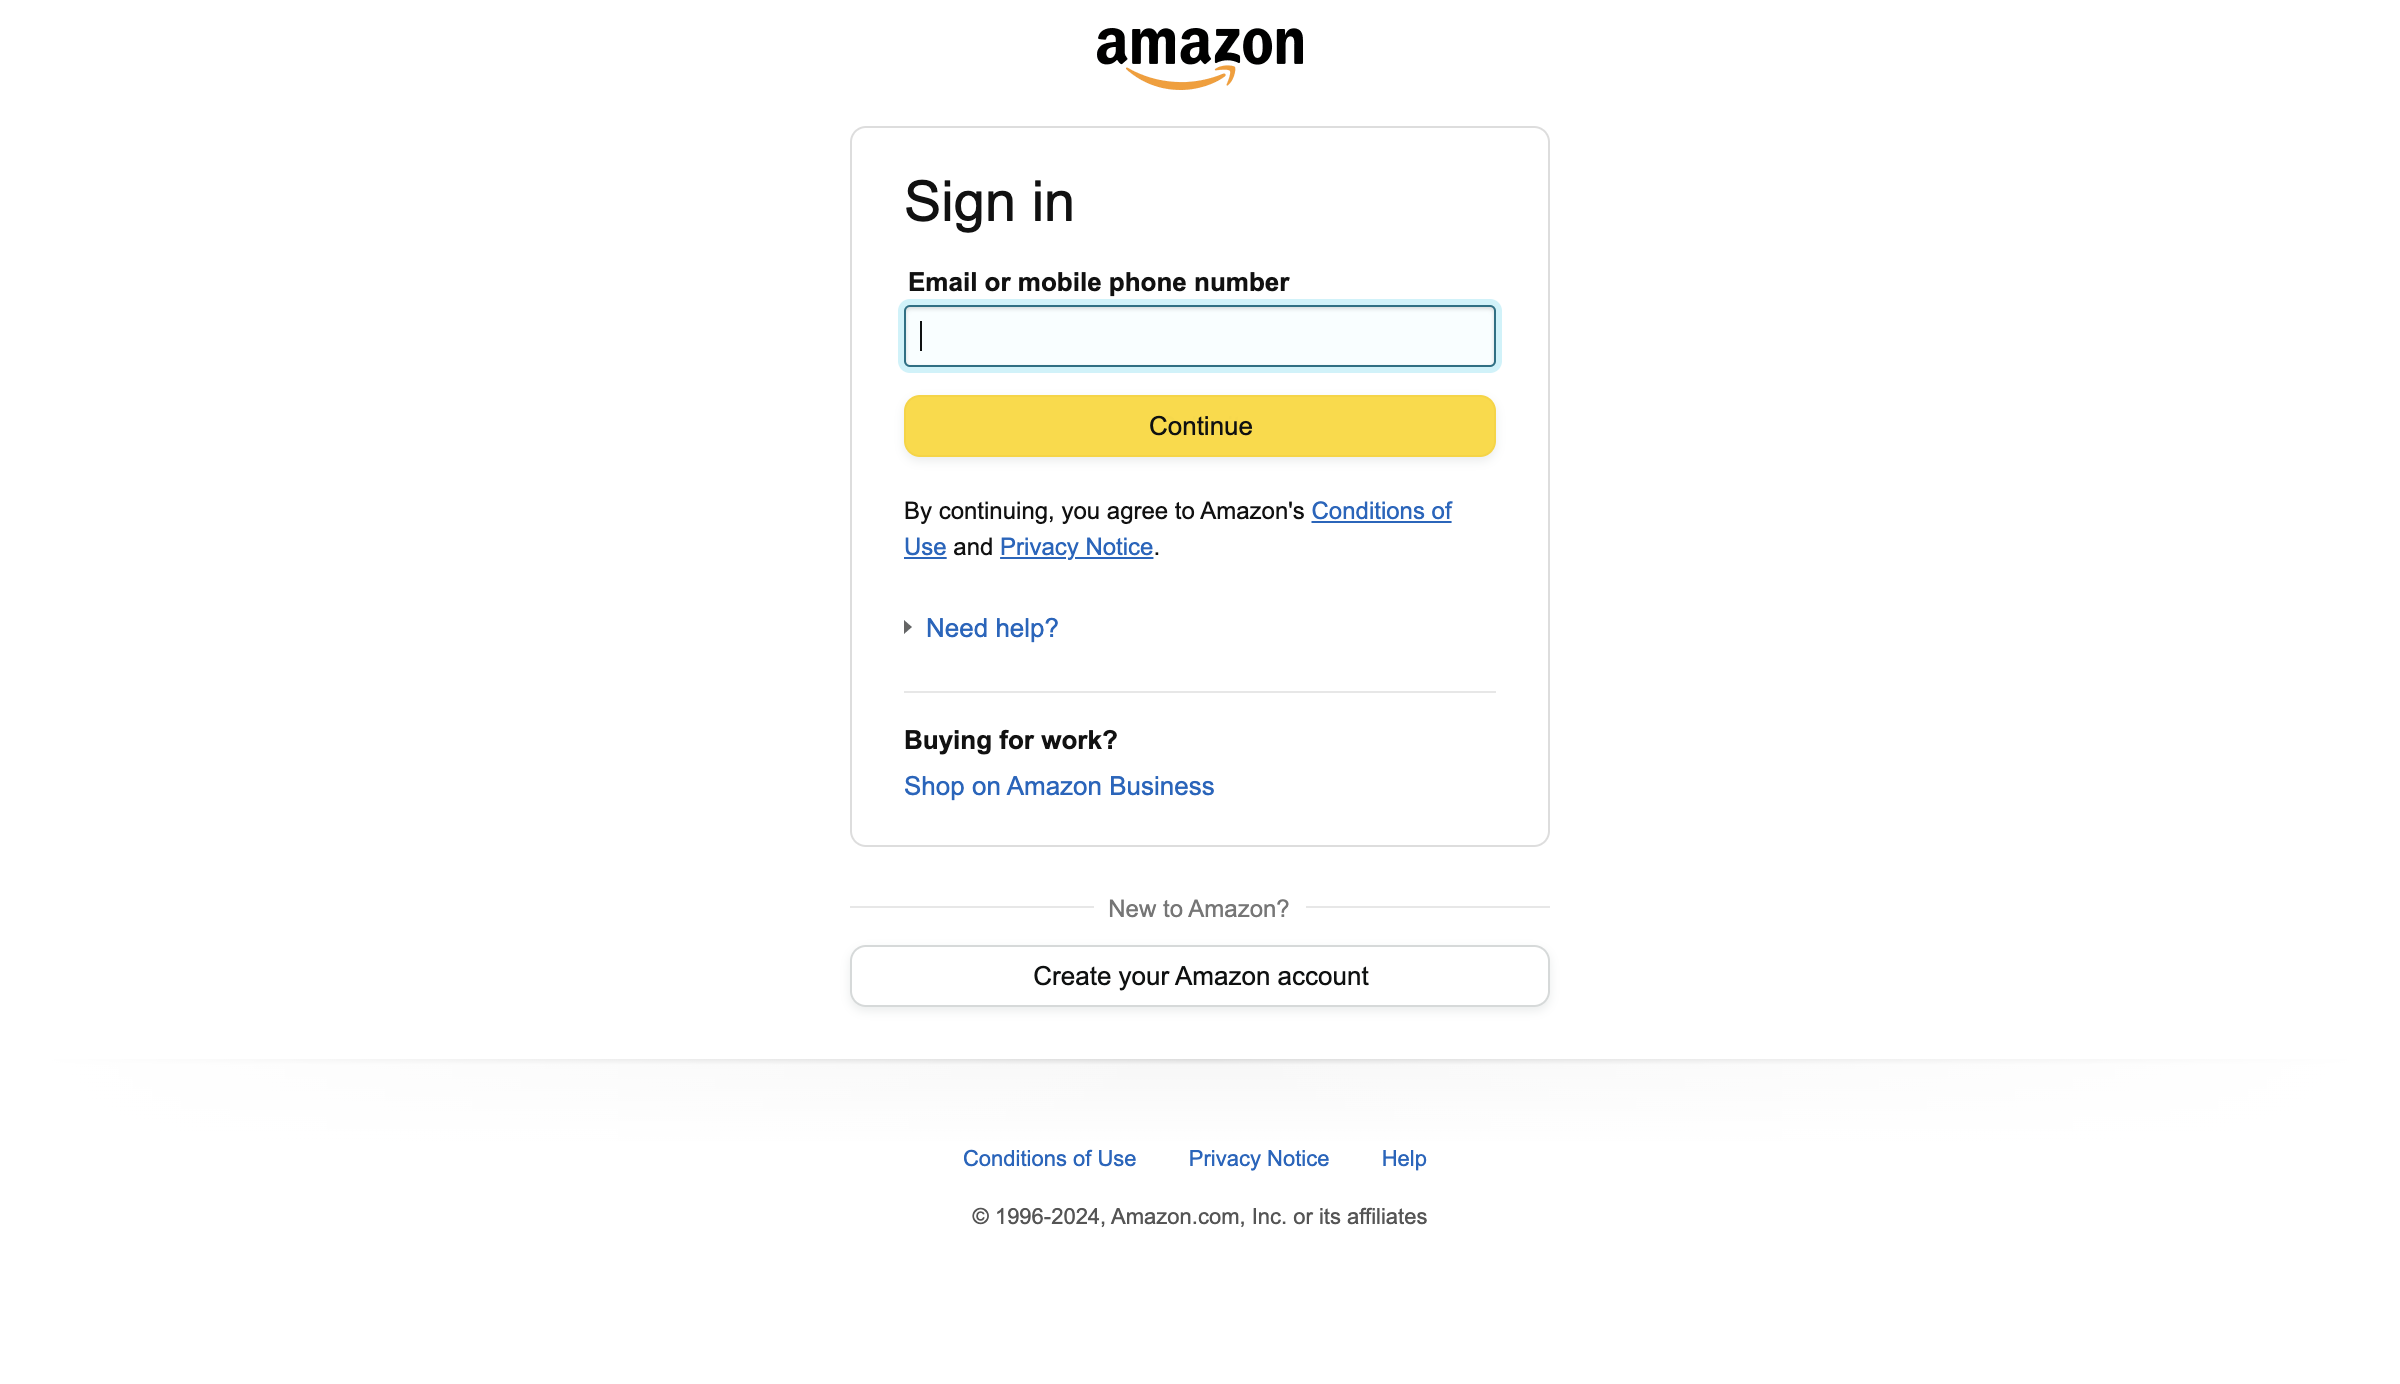 amazon
Sign in
Email or mobile phone number
Continue
By continuing, you agree to Amazon's Conditions of
Use and Privacy Notice.
Need help?
Buying for work?
Shop on Amazon Business
New to Amazon?
Create your Amazon account
Conditions of Use Privacy Notice Help
© 1996-2024, Amazon.com, Inc. or its affiliates